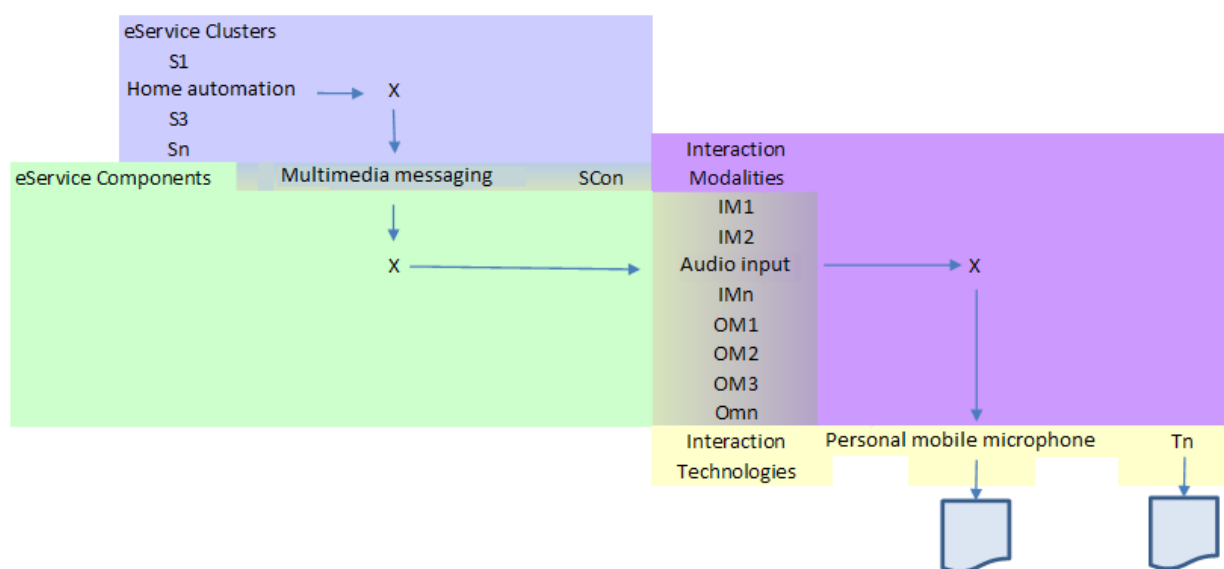 eService Clusters
S1
Home automation X
S3
Sn
eService Components Multimedia messaging SCon
Interaction
Modalities
IM1
IM2
X Audio input X
IMn
OM1
OM2
OM3
Omn
Interaction Personal mobile microphone Tn
Technologies